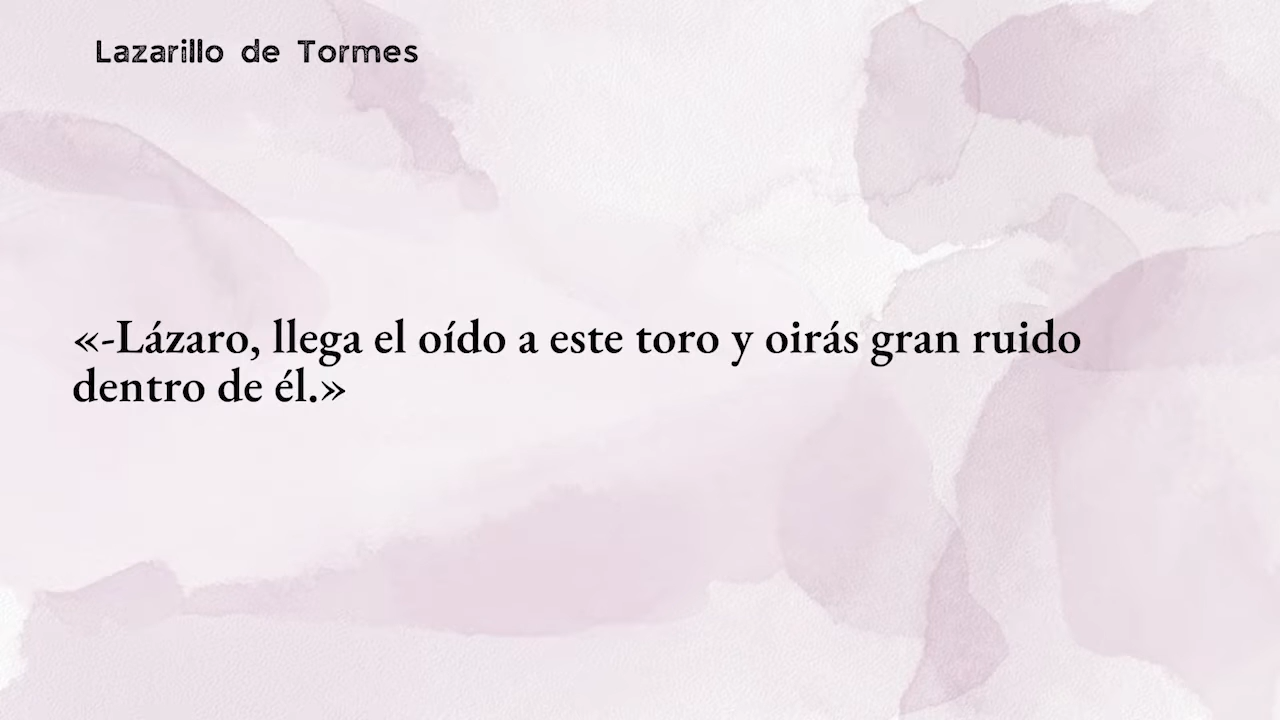 Lazarillo de Tormes
«-Lázaro, llega el oído a este toro y oirás gran ruido
dentro de él.»